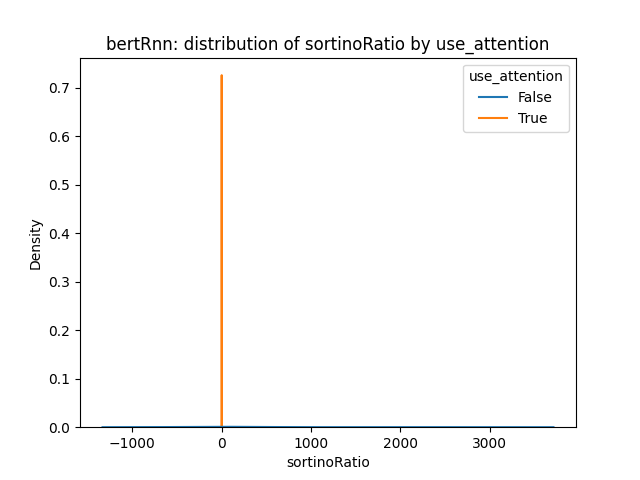 bertRnn: distribution of sortinoRatio by use_attention
use_attention
False
True
Density
0.7
0.6
0.5
0.4
0.3
0.2
0.1
0.0
−1000
0
1000
2000
3000
sortinoRatio